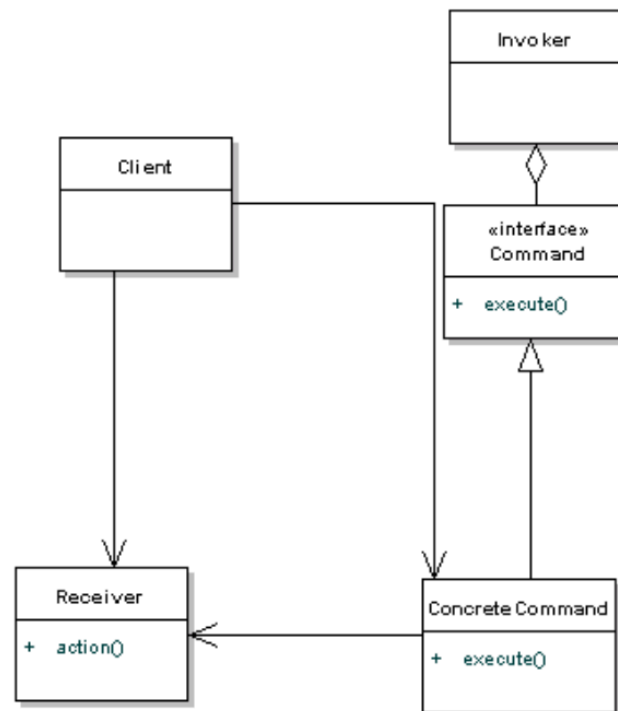 Invoker
Client
«interface»
Command
+ execute()
Receiver
+ action()
Concrete Command
+ execute()